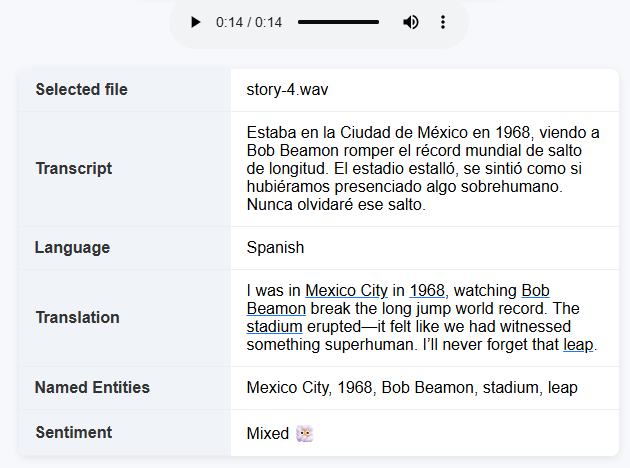 0:14 / 0:14
Selected file
story-4.wav
Transcript
Estaba en la Ciudad de México en 1968, viendo a
Bob Beamon romper el récord mundial de salto
de longitud. El estadio estalló, se sintió como si
hubiéramos presenciado algo sobrehumano.
Nunca olvidaré ese salto.
Language
Spanish
Translation
I was in Mexico City in 1968, watching Bob
Beamon break the long jump world record. The
stadium erupted—it felt like we had witnessed
something superhuman. I’ll never forget that leap.
Named Entities
Mexico City, 1968, Bob Beamon, stadium, leap
Sentiment
Mixed